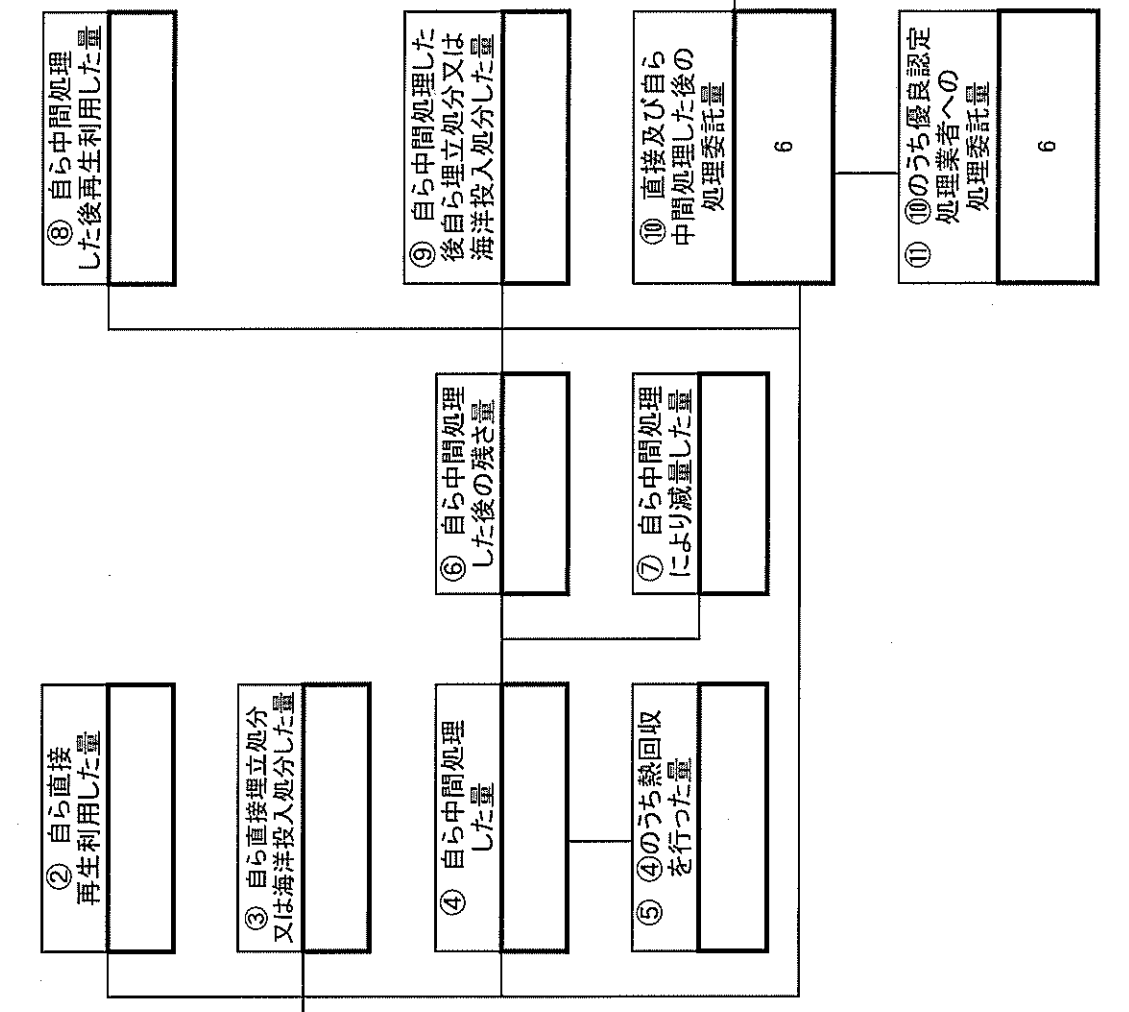 ② 自ら直接
再生利用した量
③ 自ら直接埋立処分
又は海洋投入処分した量
④ 自ら中間処理
した量
⑤ ④のうち熱回収
を行った量
⑥ 自ら中間処理
した後の残さ量
⑦ 自ら中間処理
により減量した量
⑧ 自ら中間処理
した後再生利用した量
⑨ 自ら中間処理した
後自ら埋立処分又は
海洋投入処分した量
⑩ 直接及び自ら
中間処理した後の
処理委託量
6
⑪ ⑩のうち優良認定
処理業者への
処理委託量
6